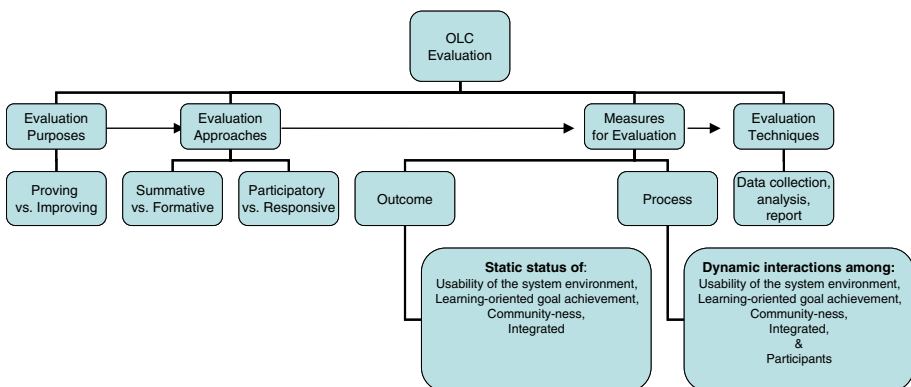 OLC
Evaluation
Evaluation
Purposes
Evaluation
Approaches
Measures
for Evaluation
Evaluation
Techniques
Proving
vs. Improving
Summative
vs. Formative
Participatory
vs. Responsive
Outcome
Process
Data collection,
analysis,
report
Static status of:
Usability of the system environment,
Learning-oriented goal achievement,
Community-ness,
Integrated
Dynamic interactions among:
Usability of the system environment,
Learning-oriented goal achievement,
Community-ness,
Integrated,
&
Participants